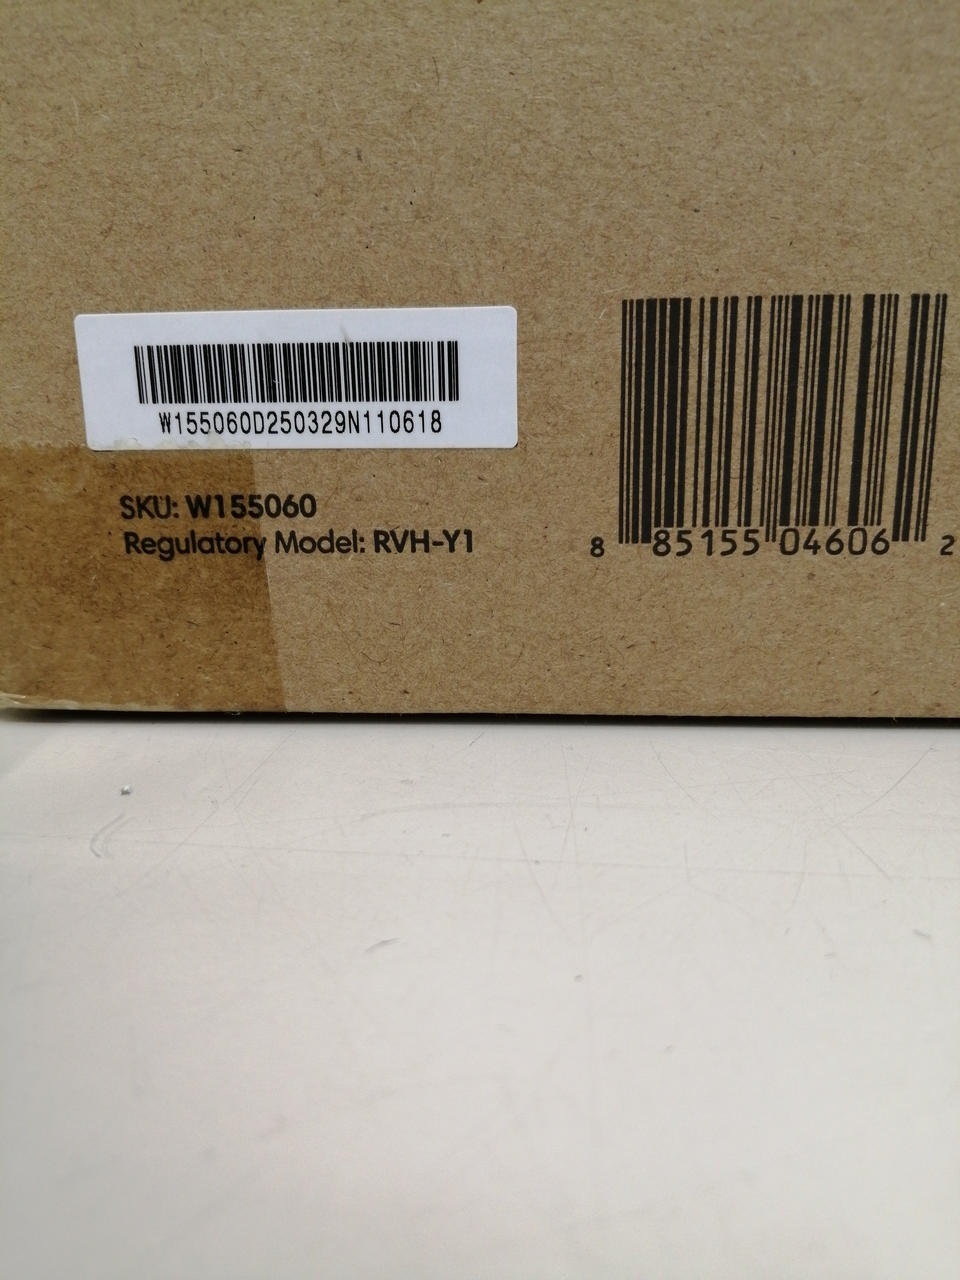 W155060D250329N110618
SKU: W155060
Regulatory Model: RVH-Y1
8 85155 04606 2